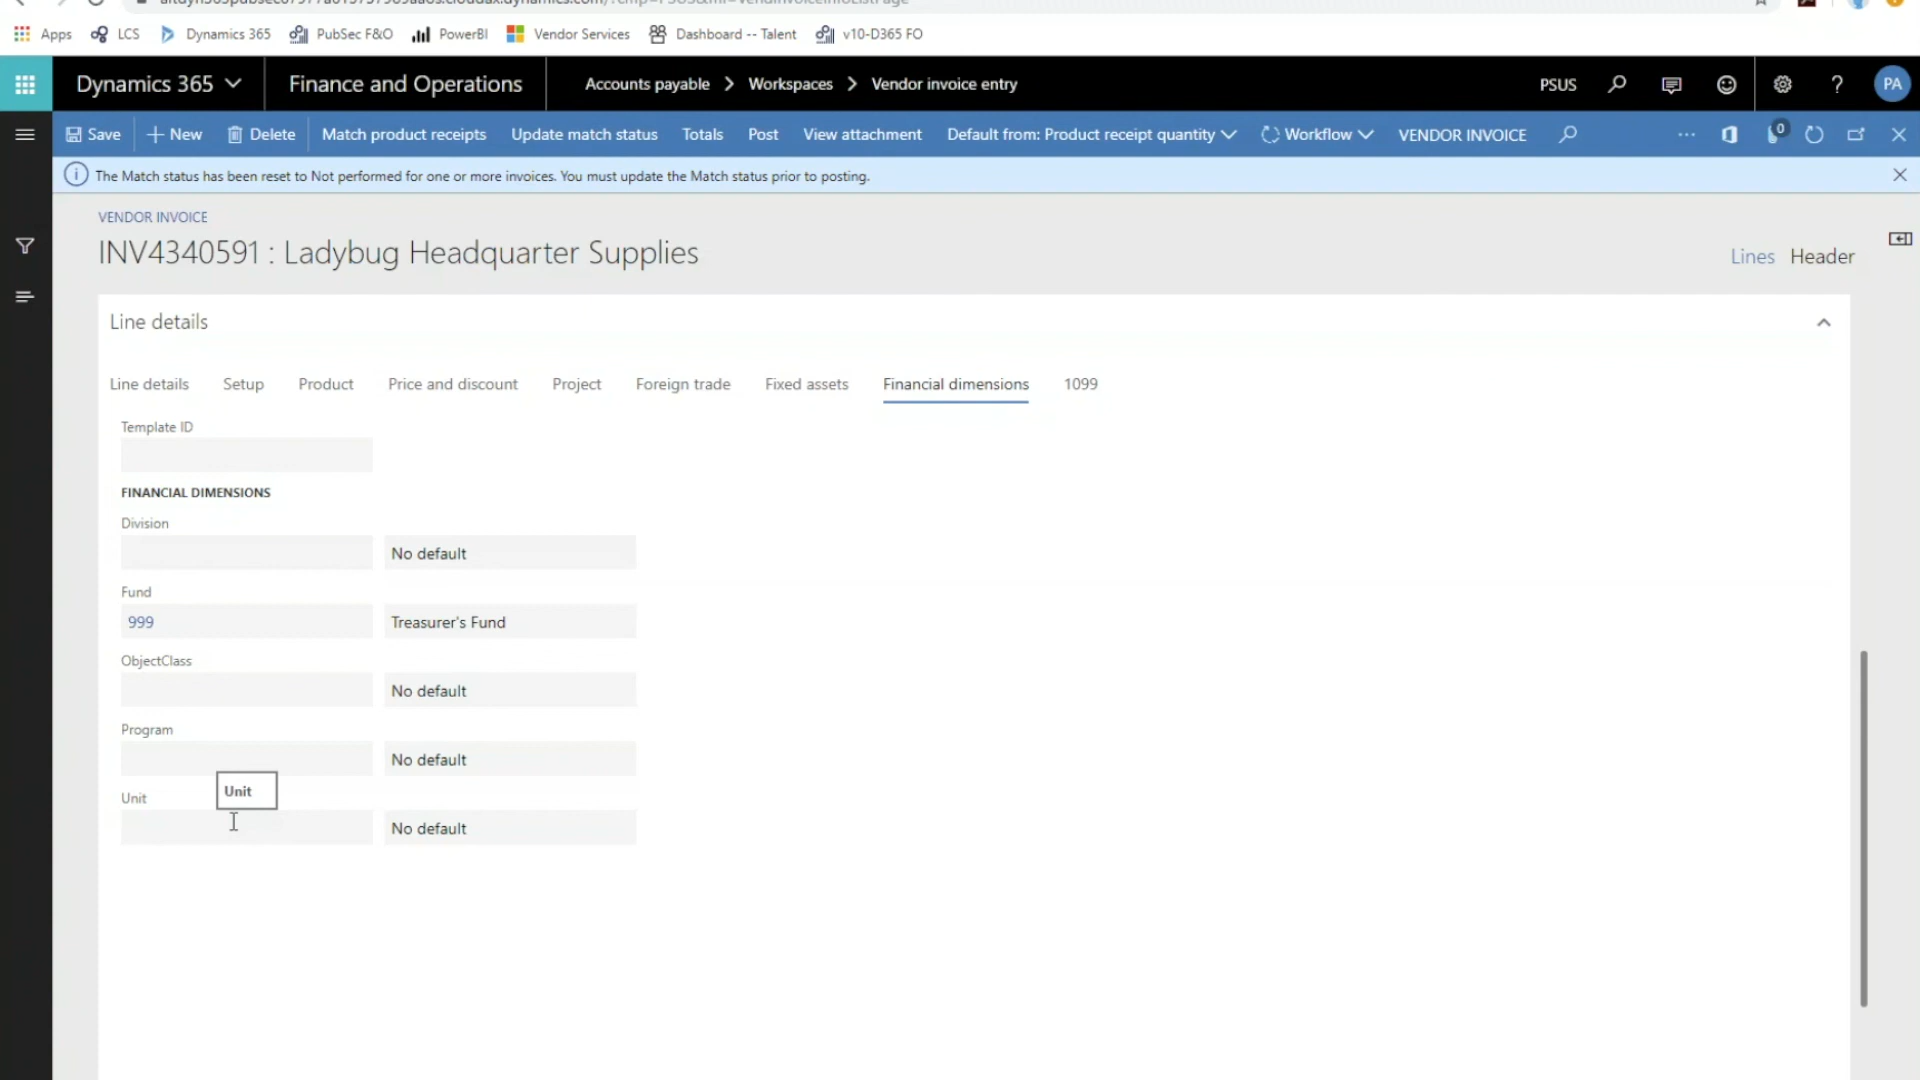 Apps LCS Dynamics 365 PubSec F&O PowerBI Vendor Services Dashboard -- Talent v10-D365 FO
Dynamics 365 Finance and Operations Accounts payable Workspaces Vendor invoice entry PSUS ? PA
Save New Delete Match product receipts Update match status Totals Post View attachment Default from: Product receipt quantity Workflow VENDOR INVOICE 0
The Match status has been reset to Not performed for one or more invoices. You must update the Match status prior to posting.
VENDOR INVOICE
INV4340591 : Ladybug Headquarter Supplies
Lines Header
Line details
Line details Setup Product Price and discount Project Foreign trade Fixed assets Financial dimensions 1099
Template ID
FINANCIAL DIMENSIONS
Division
No default
Fund
999 Treasurer's Fund
ObjectClass
No default
Program
No default
Unit
Unit
No default